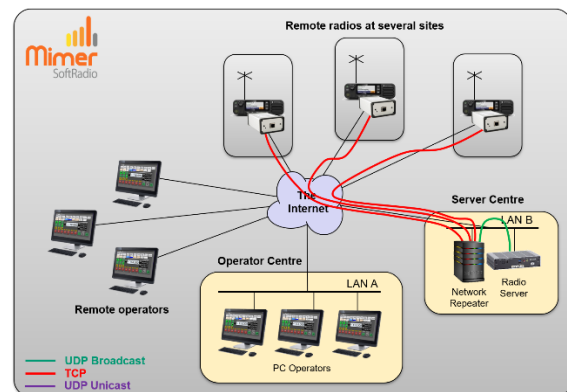 Mimer
SoftRadio
Remote radios at several sites
The
Internet
Server Centre
LAN B
Network
Repeater
Radio
Server
Operator Centre
LAN A
PC Operators
Remote operators
UDP Broadcast
TCP
UDP Unicast